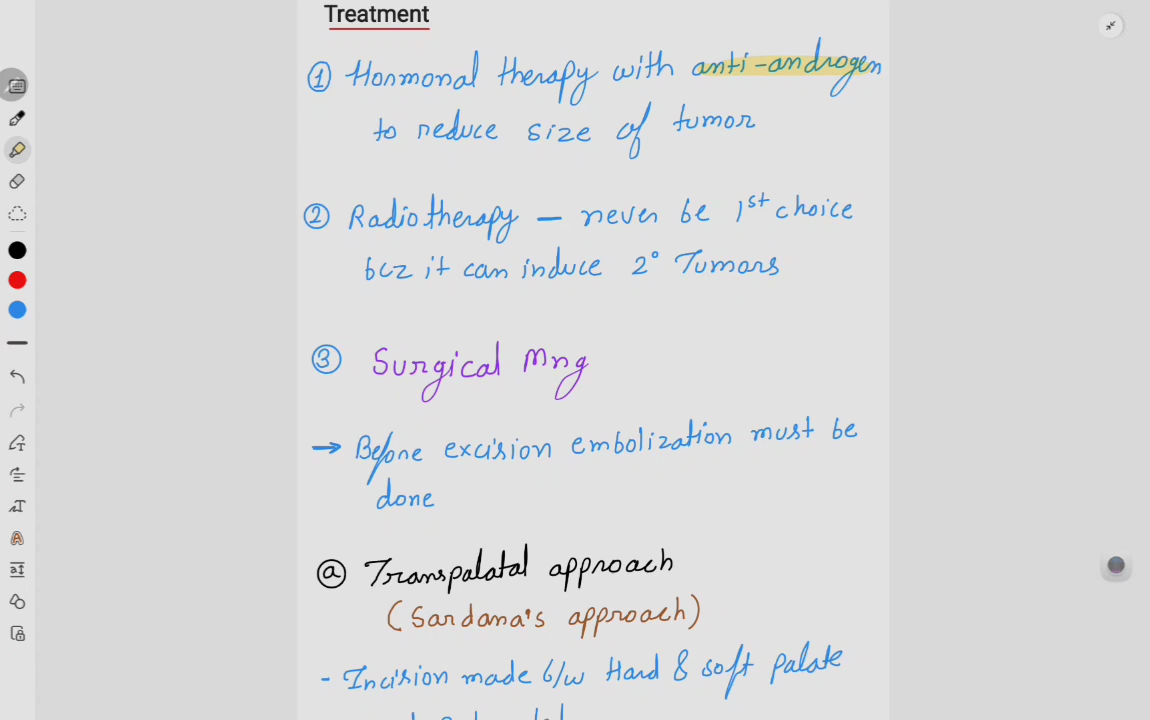 Treatment
① Hormonal therapy with anti-androgen
to reduce size of tumor
② Radiotherapy — never be 1st choice
bcz it can induce 2° Tumors
③ Surgical Mng
→ Before excision embolization must be
done
ⓐ Transpalatal approach
(Sardana's approach)
- Incision made b/w Hard & soft palate